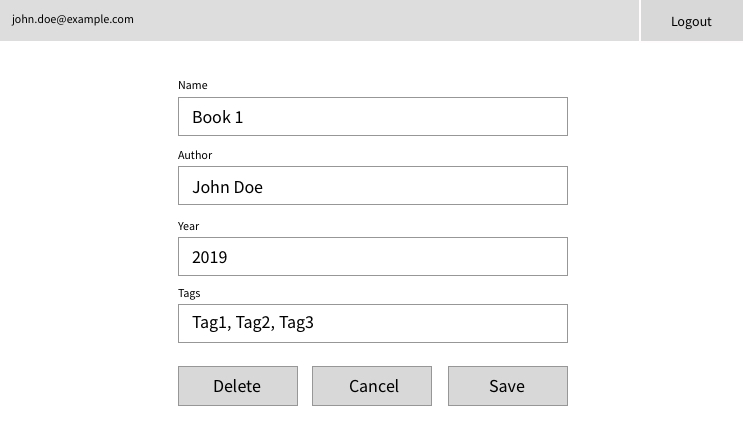 john.doe@example.com
Logout
Name
Book 1
Author
John Doe
Year
2019
Tags
Tag1, Tag2, Tag3
Delete
Cancel
Save